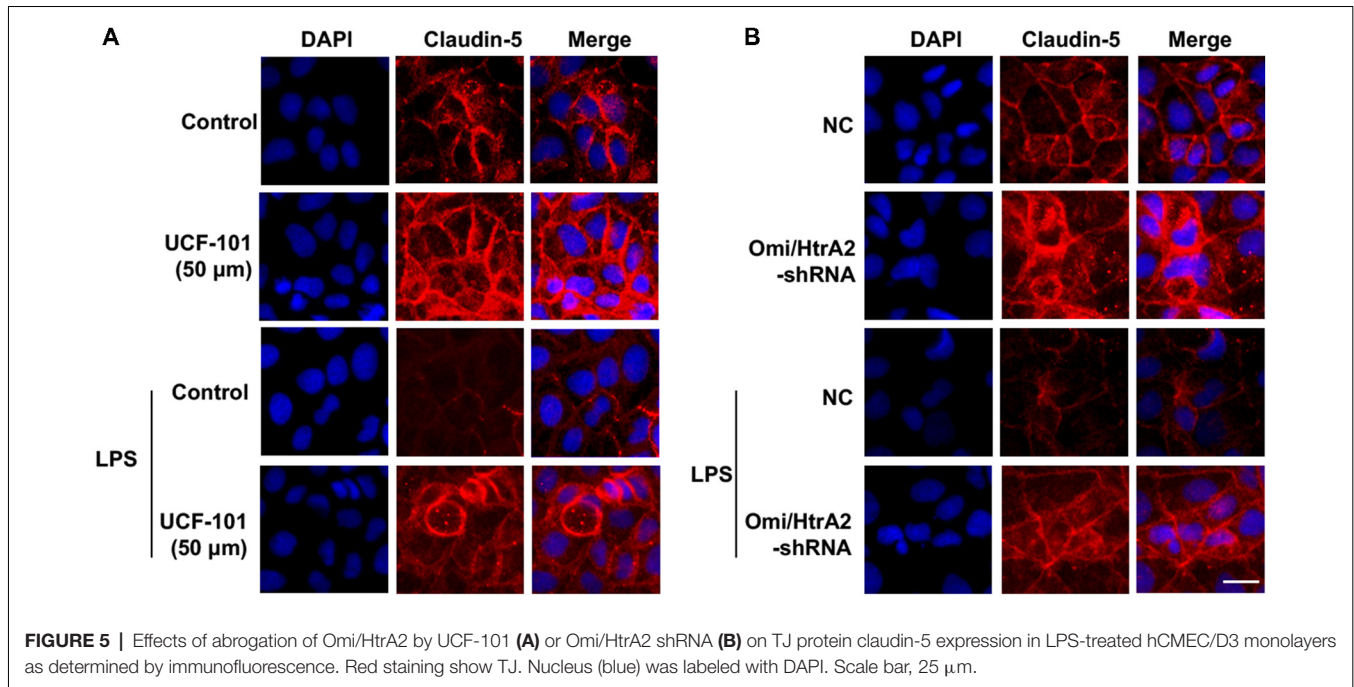 A
DAPI Claudin-5 Merge
Control
UCF-101
(50 μm)
Control
LPS
UCF-101
(50 μm)
B
DAPI Claudin-5 Merge
NC
Omi/HtrA2
-shRNA
NC
LPS
Omi/HtrA2
-shRNA
FIGURE 5 | Effects of abrogation of Omi/HtrA2 by UCF-101 (A) or Omi/HtrA2 shRNA (B) on TJ protein claudin-5 expression in LPS-treated hCMEC/D3 monolayers
as determined by immunofluorescence. Red staining show TJ. Nucleus (blue) was labeled with DAPI. Scale bar, 25 μm.